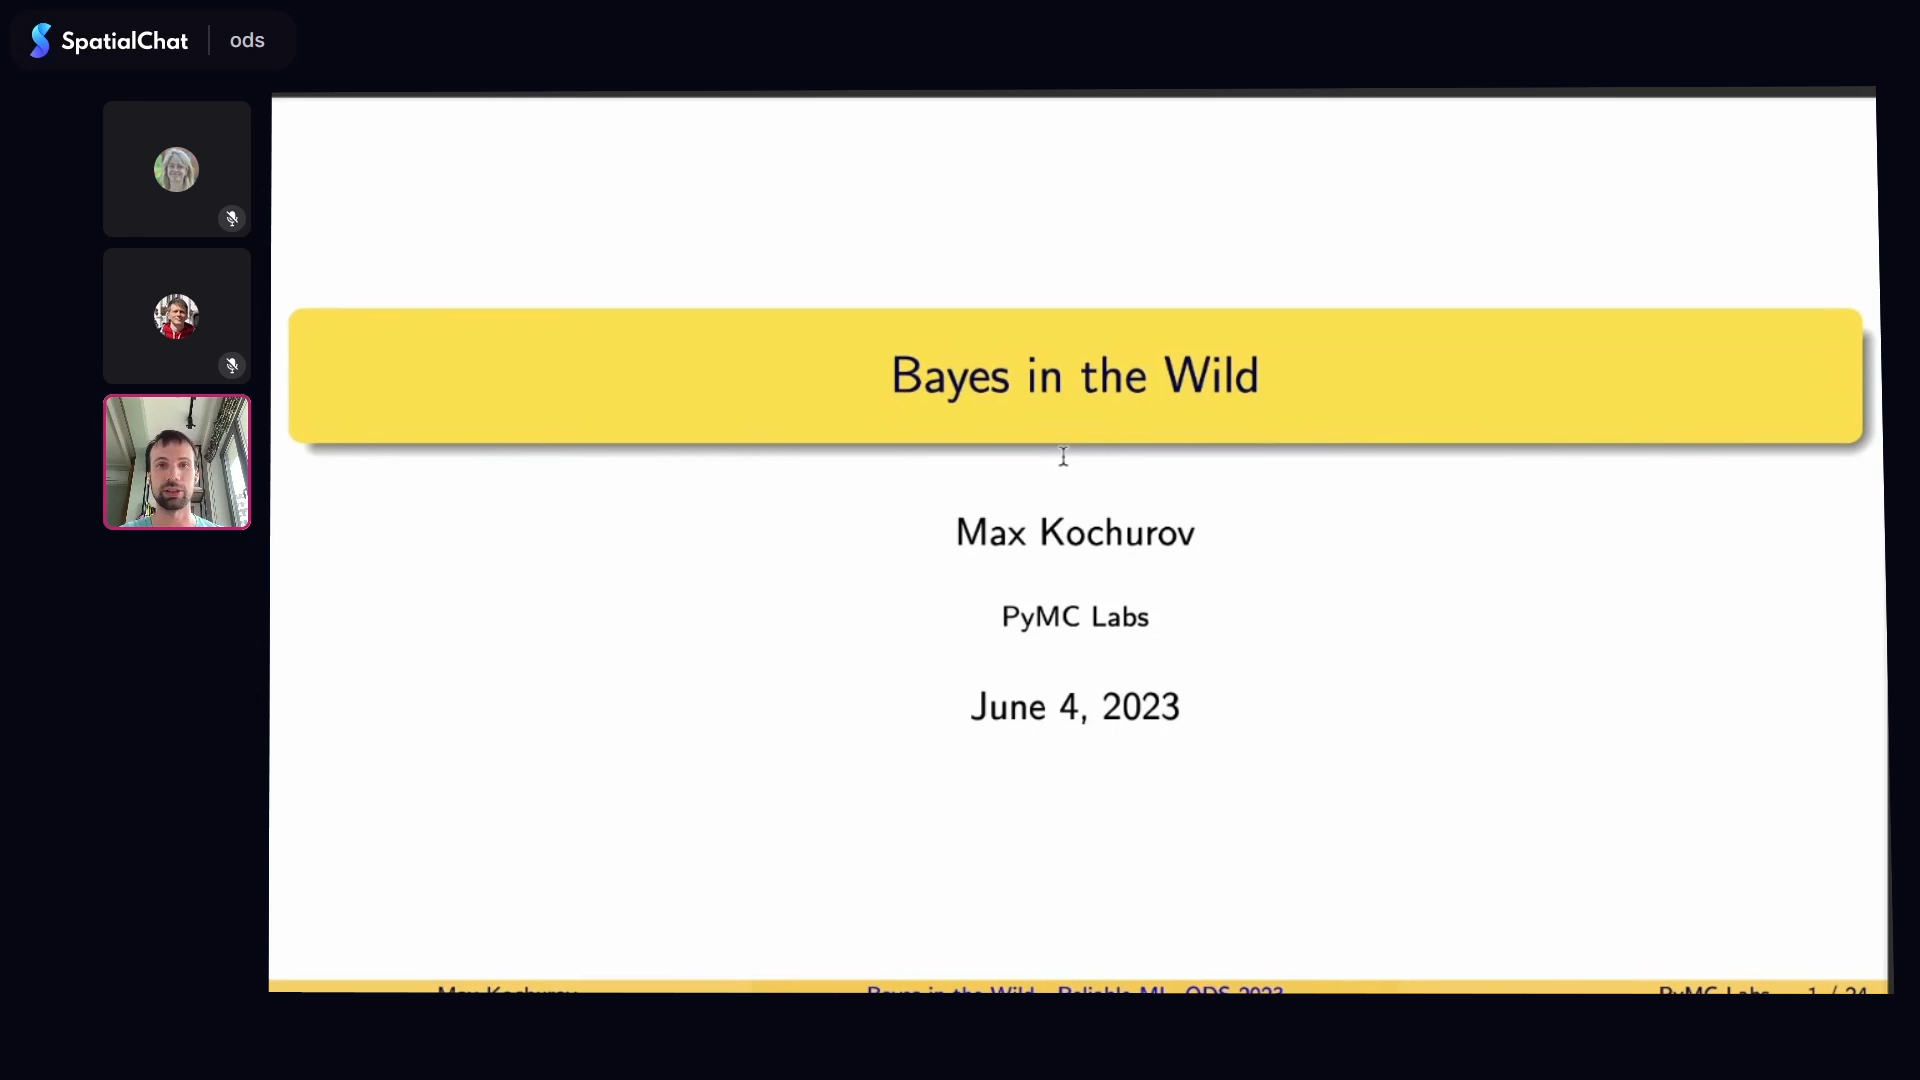 SpatialChat
ods
Bayes in the Wild
Max Kochurov
PyMC Labs
June 4, 2023
Max Kochurov
Bayes in the Wild - Reliable ML, ODS 2023
PyMC Labs
1 / 24